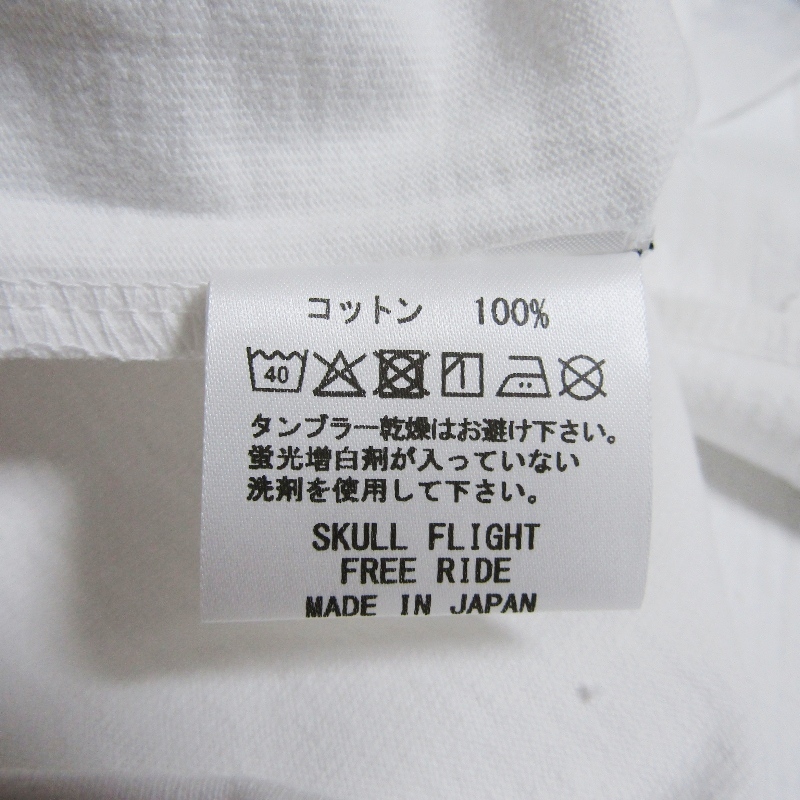 コットン 100%
40
タンブラー乾燥はお避け下さい。
蛍光増白剤が入っていない
洗剤を使用して下さい。
SKULL FLIGHT
FREE RIDE
MADE IN JAPAN